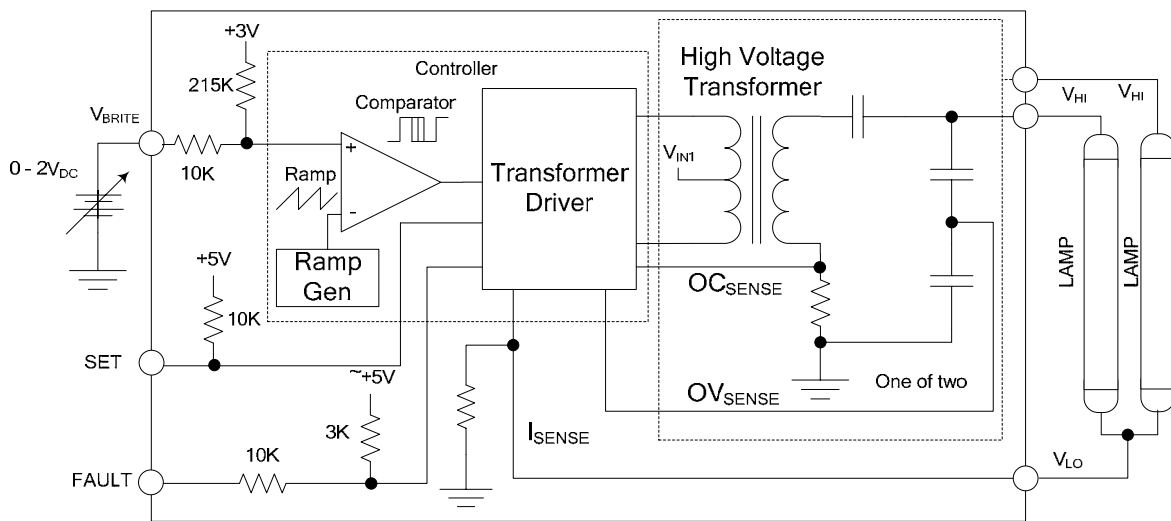 +3V
215K
V_BRITE
10K
0 - 2V_DC
Controller
Comparator
Ramp
+
-
Ramp
Gen
Transformer
Driver
High Voltage
Transformer
V_IN1
V_HI
V_HI
LAMP
LAMP
+5V
10K
SET
OC_SENSE
One of two
OV_SENSE
~+5V
3K
I_SENSE
10K
FAULT
V_LO